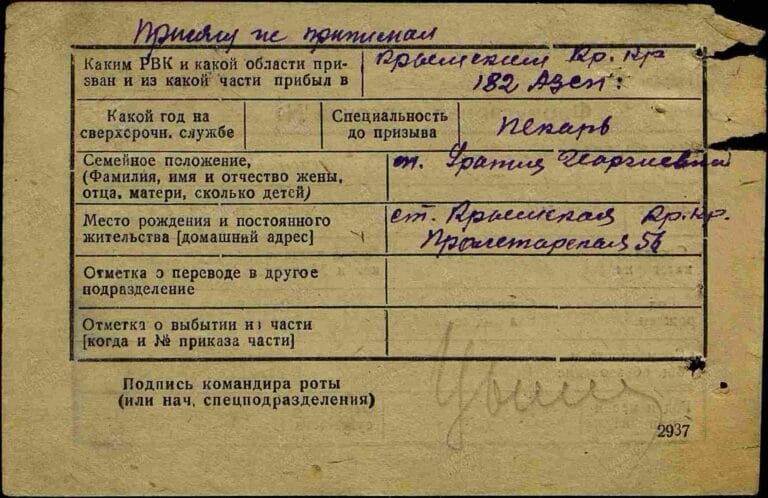 Присягу не принимал
Каким РВК и какой области при-
зван и из какой части прибыл в
Крымским Кр. Кр
182 Азсп.
Какой год на
сверхсрочн. службе
Специальность
до призыва
пекарь
Семейное положение,
(Фамилия, имя и отчество жены,
отца, матери, сколько детей)
м. Георгиевна
Место рождения и постоянного
жительства [домашний адрес]
ст. Крымская Кр. Кр.
Пролетарская 56
Отметка о переводе в другое
подразделение
Отметка о выбытии из части
[когда и № приказа части]
Подпись командира роты
(или нач. спецподразделения)
2937